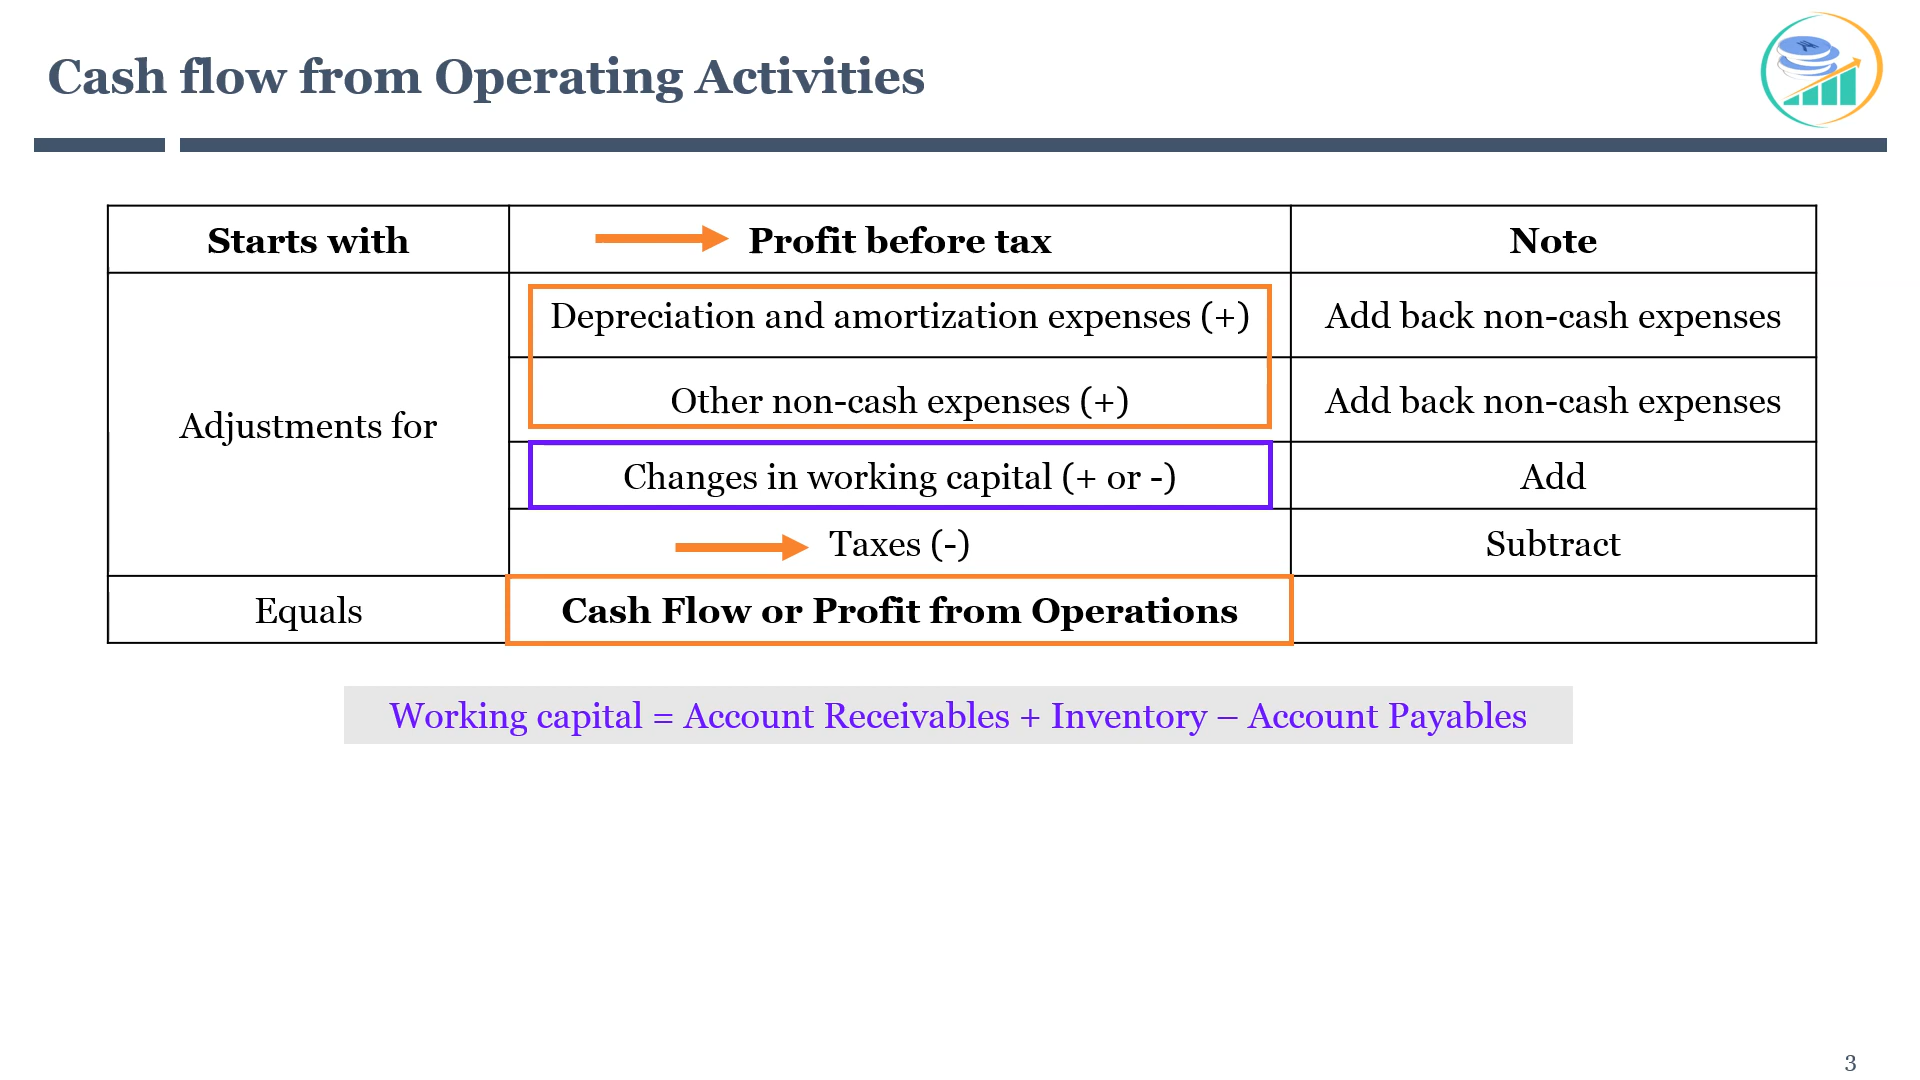 Cash flow from Operating Activities
Starts with
Profit before tax
Note
Adjustments for
Depreciation and amortization expenses (+)
Add back non-cash expenses
Other non-cash expenses (+)
Add back non-cash expenses
Changes in working capital (+ or -)
Add
Taxes (-)
Subtract
Equals
Cash Flow or Profit from Operations
Working capital = Account Receivables + Inventory – Account Payables
3